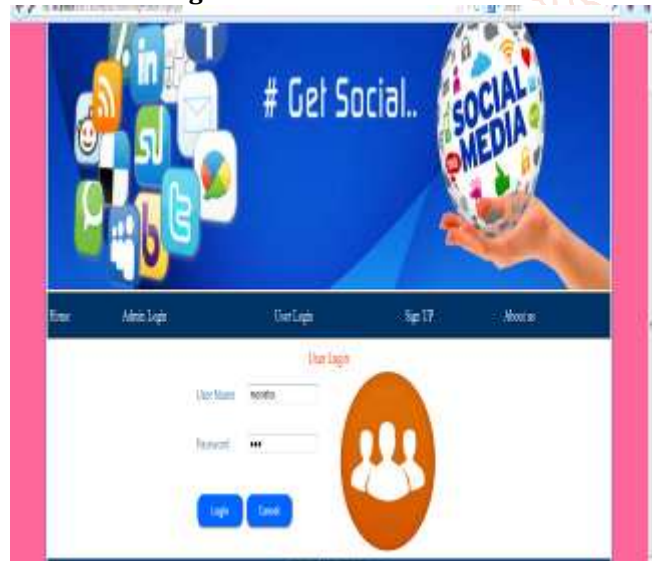 # Get Social..
SOCIAL
MEDIA
Home Admin Login User Login Sign UP About us
User Login
User Name
Password •••
Login Cancel